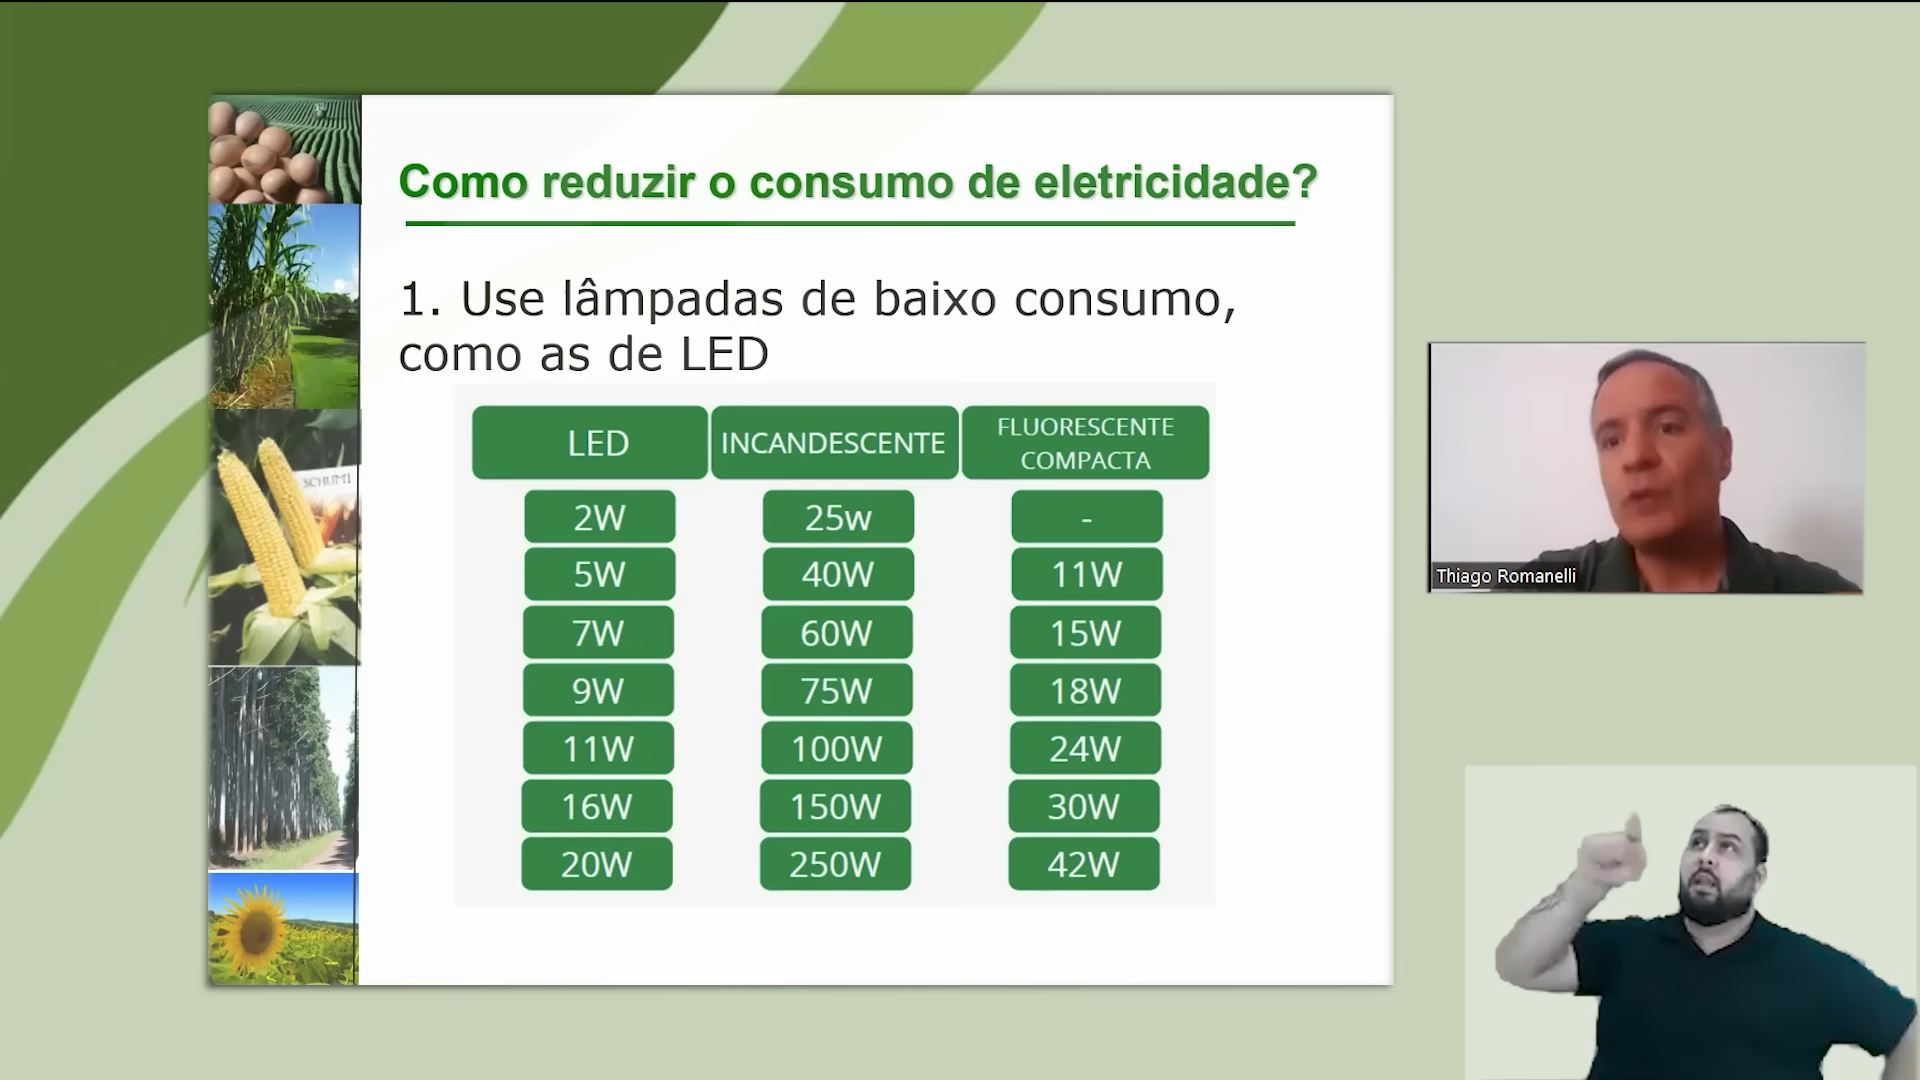 Como reduzir o consumo de eletricidade?
1. Use lâmpadas de baixo consumo,
como as de LED
LED INCANDESCENTE FLUORESCENTE COMPACTA
2W 25w -
5W 40W 11W
7W 60W 15W
9W 75W 18W
11W 100W 24W
16W 150W 30W
20W 250W 42W
Thiago Romanelli